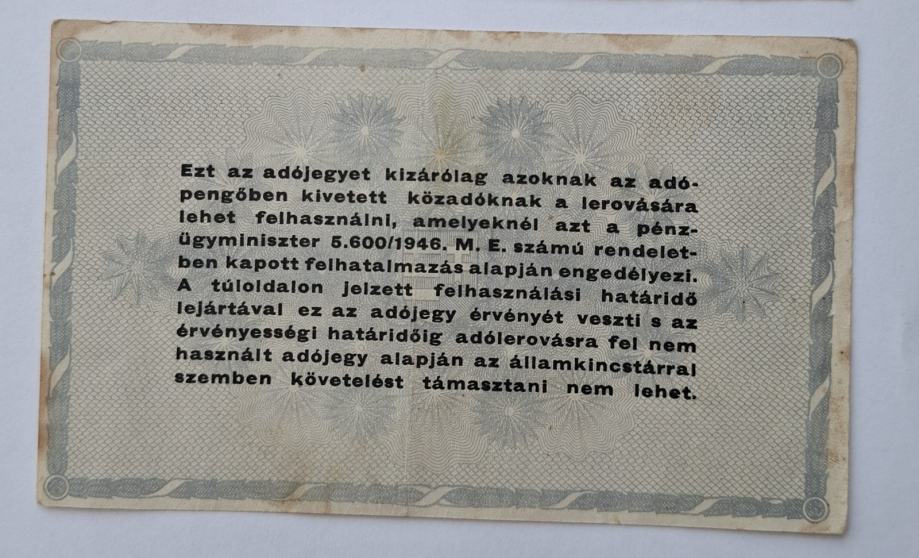 Ezt az adójegyet kizárólag azoknak az adó-
pengőben kivetett közadóknak a lerovására
lehet felhasználni, amelyeknél azt a pénz-
ügyminiszter 5.600/1946. M. E. számú rendelet-
ben kapott felhatalmazás alapján engedélyezi.
A túloldalon jelzett felhasználási határidő
lejártával ez az adójegy érvényét veszti s az
érvényességi határidőig adólerovásra fel nem
használt adójegy alapján az államkincstárral
szemben követelést támasztani nem lehet.